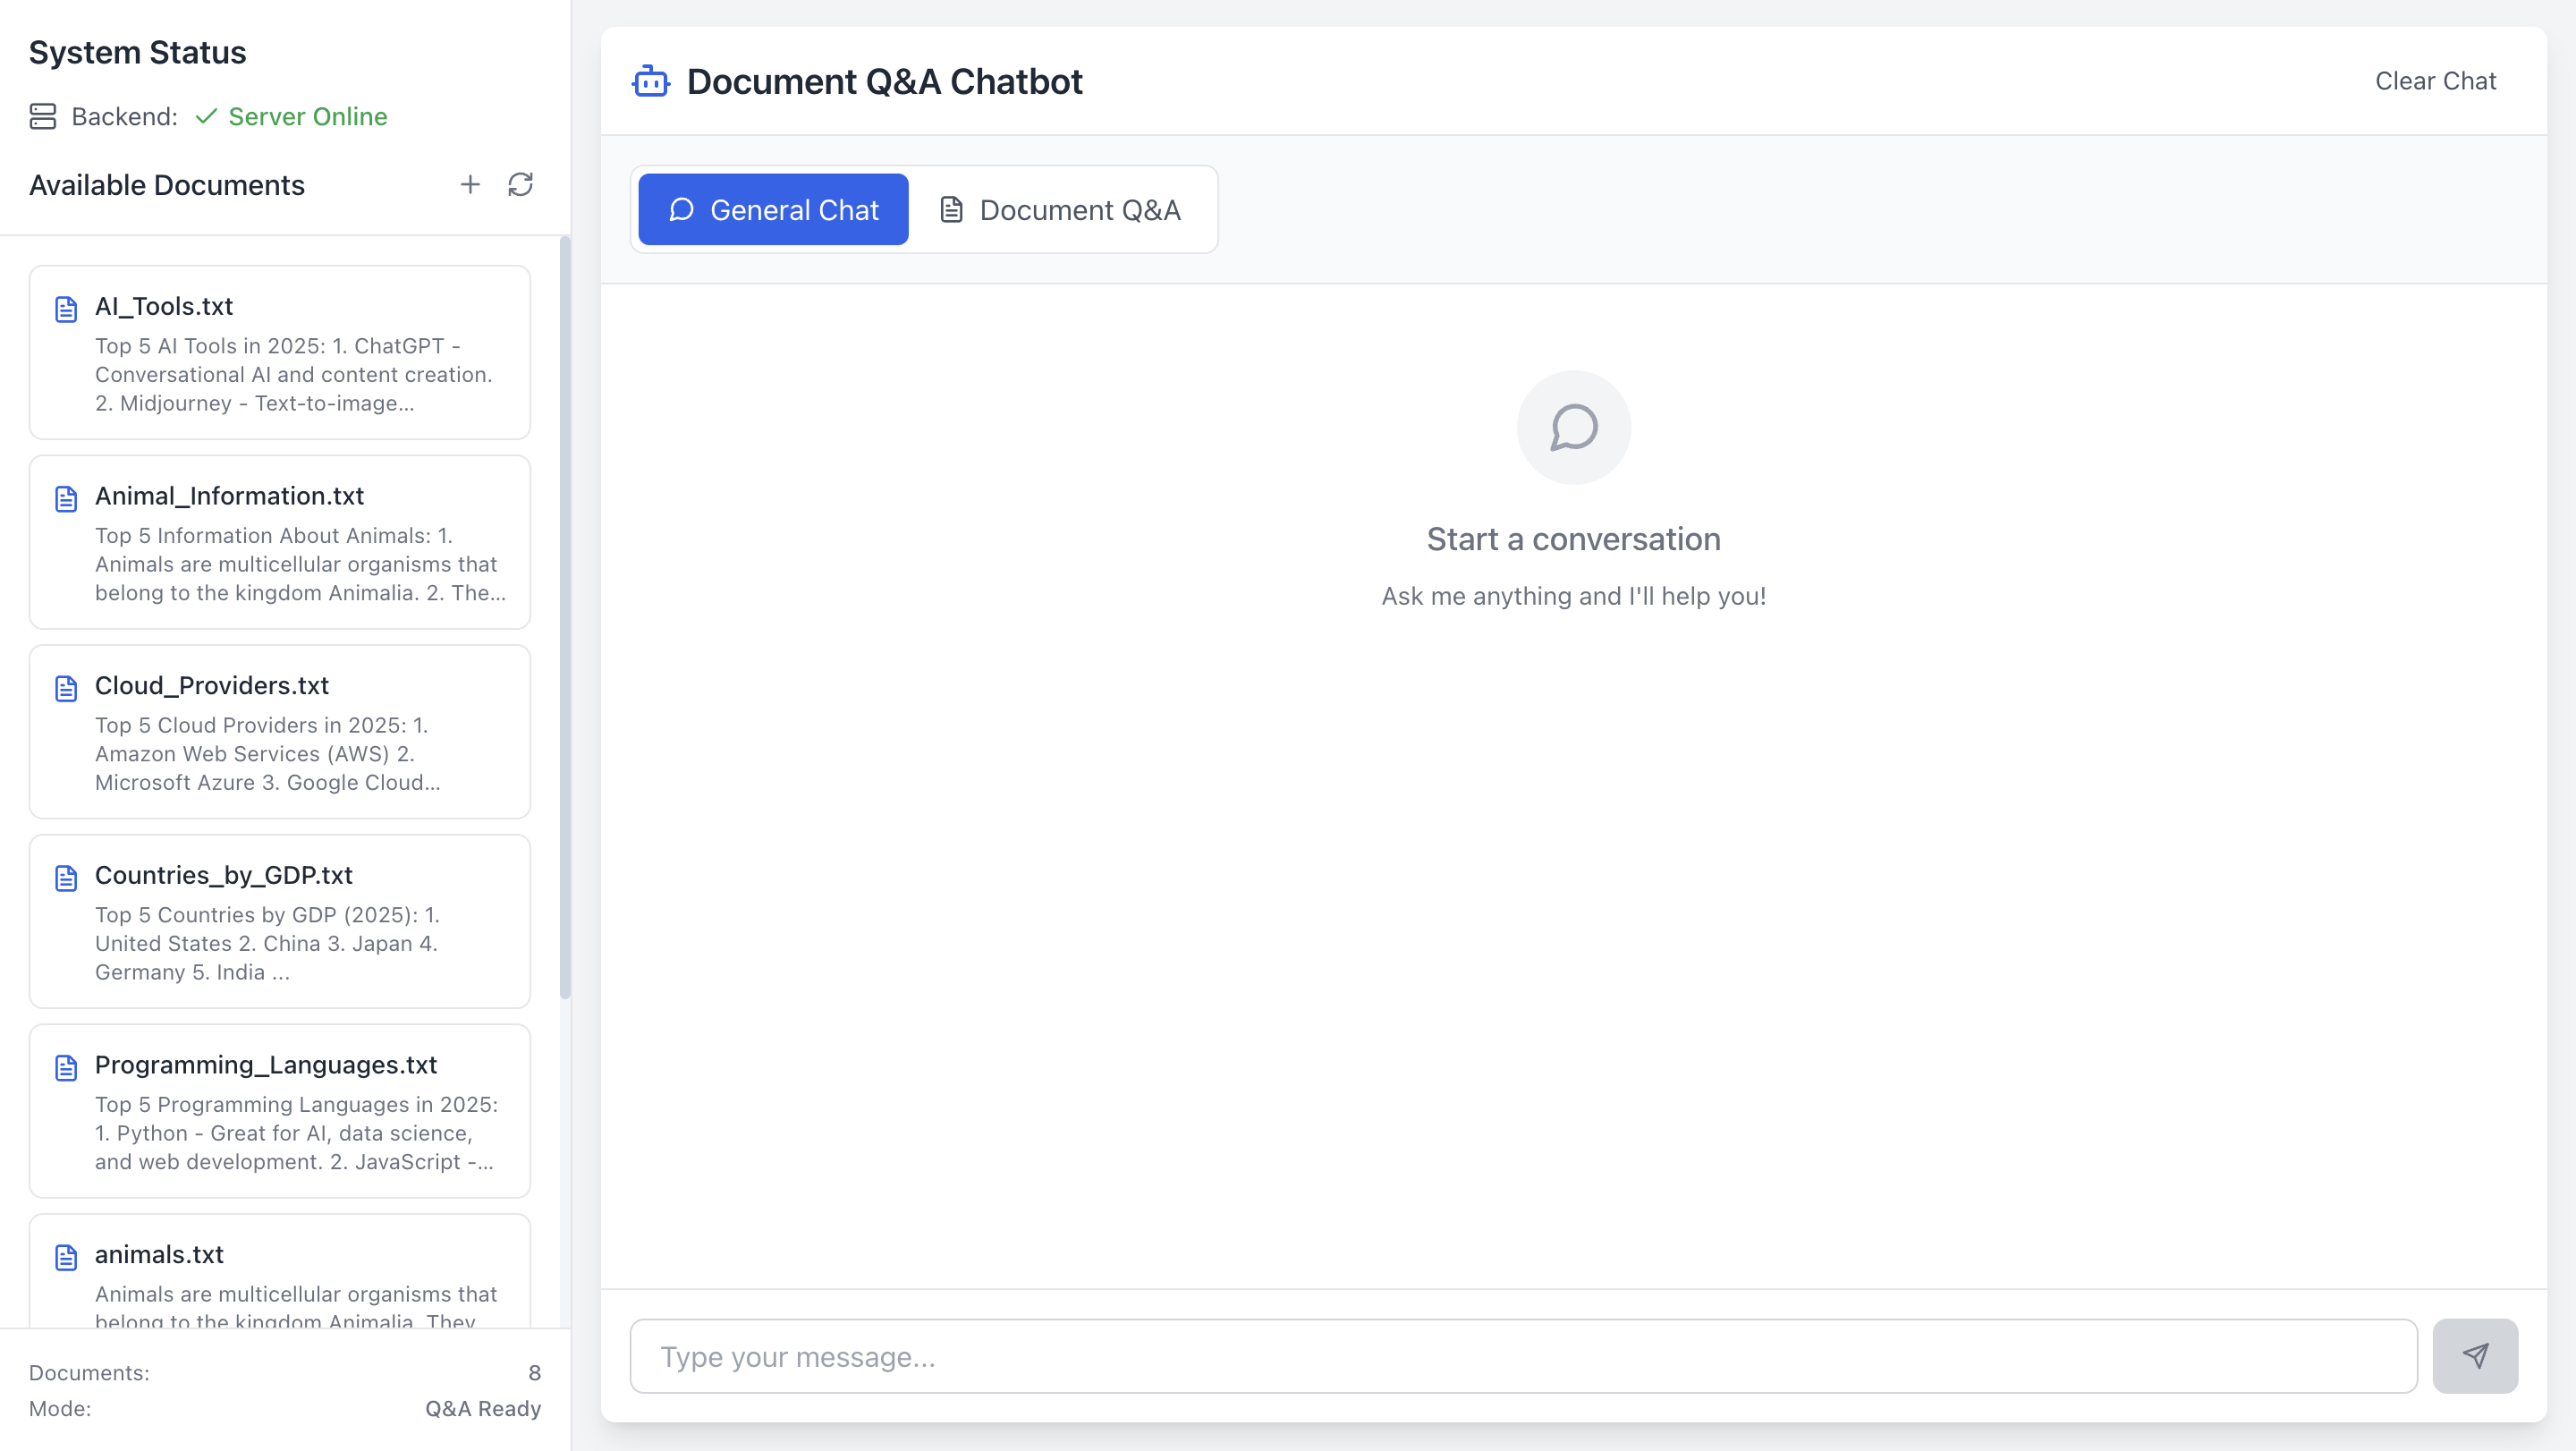 System Status
Backend: Server Online
Available Documents
AI_Tools.txt
Top 5 AI Tools in 2025: 1. ChatGPT -
Conversational AI and content creation.
2. Midjourney - Text-to-image...
Animal_Information.txt
Top 5 Information About Animals: 1.
Animals are multicellular organisms that
belong to the kingdom Animalia. 2. The...
Cloud_Providers.txt
Top 5 Cloud Providers in 2025: 1.
Amazon Web Services (AWS) 2.
Microsoft Azure 3. Google Cloud...
Countries_by_GDP.txt
Top 5 Countries by GDP (2025): 1.
United States 2. China 3. Japan 4.
Germany 5. India ...
Programming_Languages.txt
Top 5 Programming Languages in 2025:
1. Python - Great for AI, data science,
and web development. 2. JavaScript -...
animals.txt
Animals are multicellular organisms that
belong to the kingdom Animalia. They
Documents: 8
Mode: Q&A Ready
Document Q&A Chatbot
Clear Chat
General Chat
Document Q&A
Start a conversation
Ask me anything and I'll help you!
Type your message...